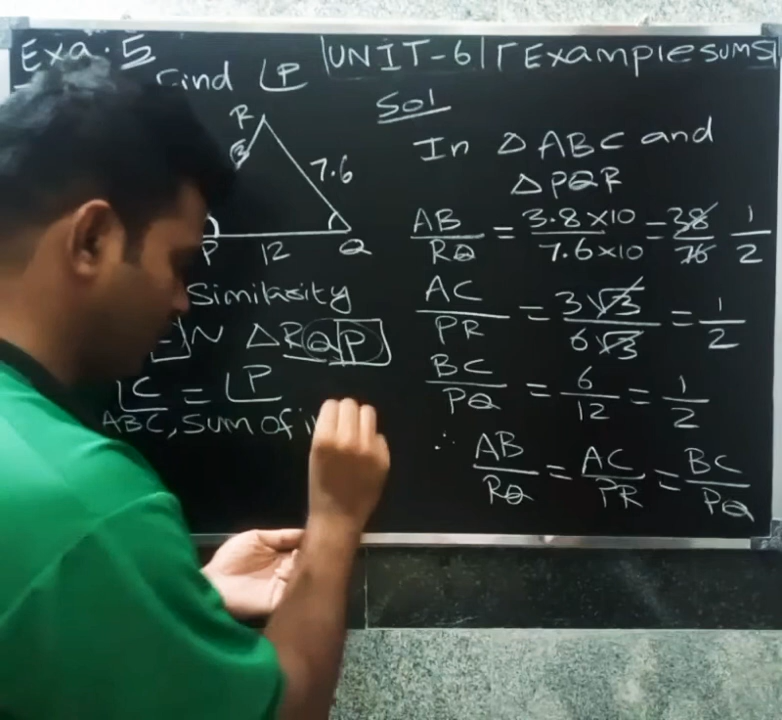 Exa. 5
UNIT-6
Example sums
Find ∠P
Sol
R
7.6
P
12
Q
Similarity
~ △RQP
∠C = ∠P
ABC, Sum of i
In △ABC and
△PQR
AB/RQ = 3.8×10/7.6×10 = 38/76 1/2
AC/PR = 3√3/6√3 = 1/2
BC/PQ = 6/12 = 1/2
∴ AB/RQ = AC/PR = BC/PQ